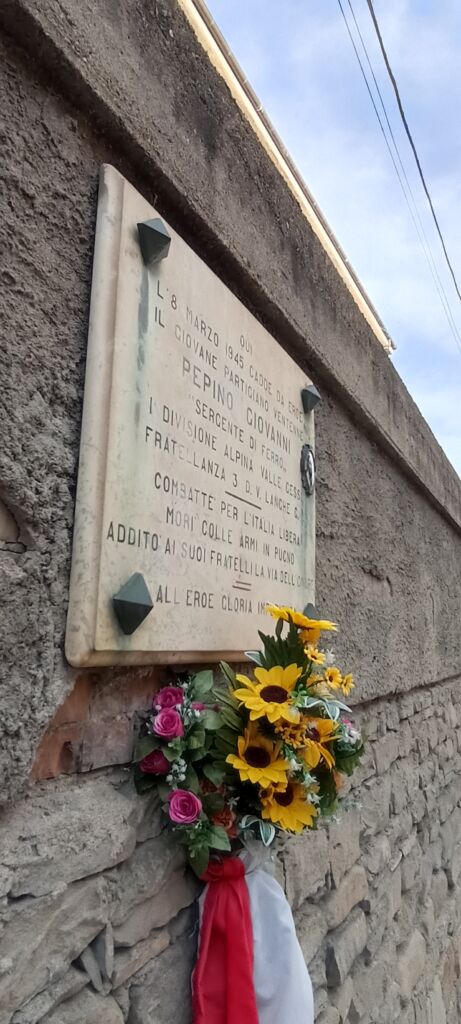 QUI
L'8 MARZO 1945 CADDE DA EROE
IL GIOVANE PARTIGIANO VENTENNE
PEPINO GIOVANNI
"SERGENTE DI FERRO"
I DIVISIONE ALPINA VALLE
FRATELLANZA 3 D. V. LANGHE
COMBATTE PER L'ITALIA LIBERA
MORÌ COLLE ARMI IN PUGNO
ADDITÒ AI SUOI FRATELLI LA VIA
ALL'EROE GLORIA